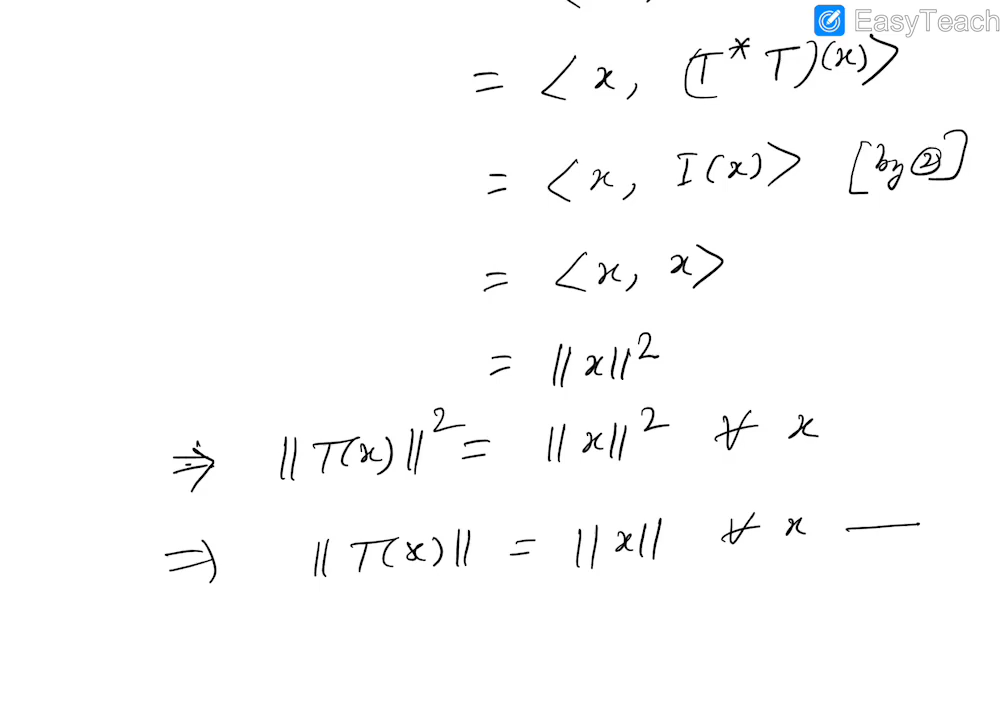 EasyTeach
= <x, (T* T)(x)>
= <x, I(x)> [by ②]
= <x, x>
= ||x||²
⇒ ||T(x)||² = ||x||² ∀ x
⇒ ||T(x)|| = ||x|| ∀ x —